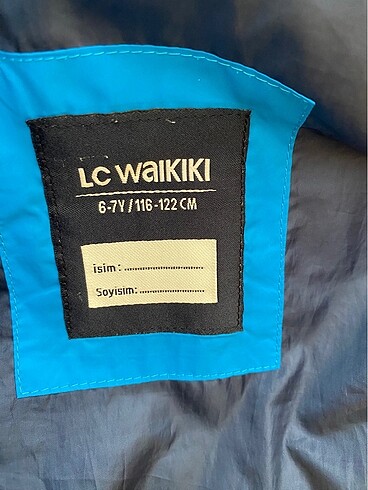 LC WAIKIKI
6-7Y / 116-122 CM
isim: ..............................
Soyisim: ..............................